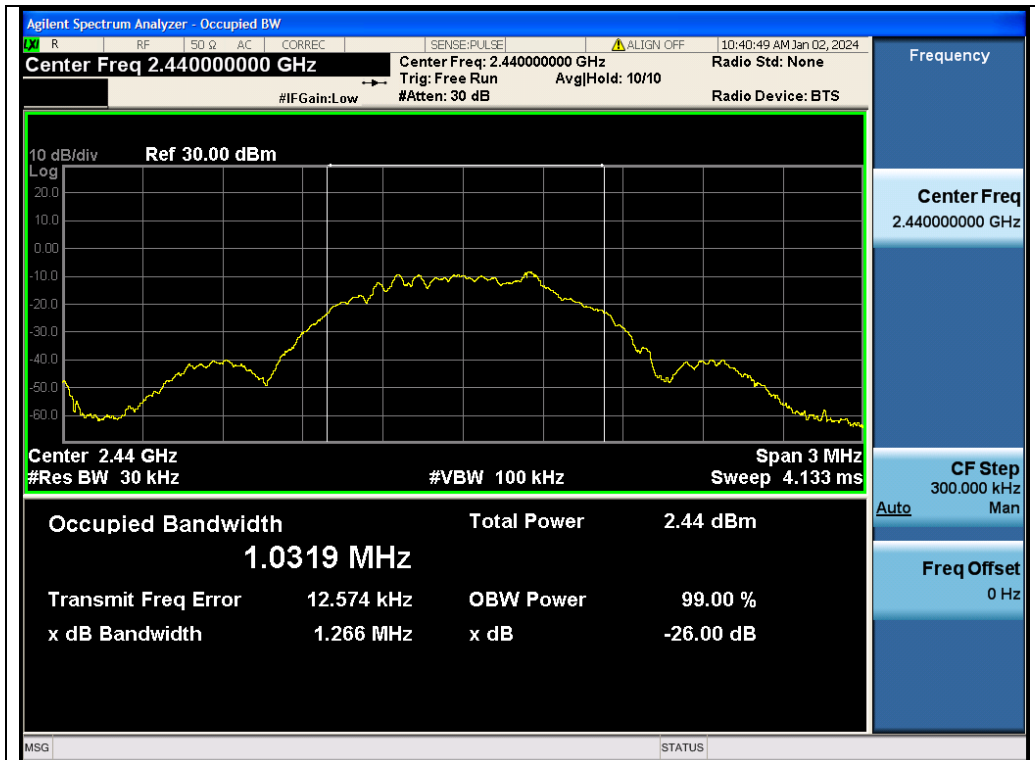 Agilent Spectrum Analyzer - Occupied BW
LXI R RF 50 Ω AC CORREC SENSE:PULSE ALIGN OFF 10:40:49 AM Jan 02, 2024
Center Freq 2.440000000 GHz Center Freq: 2.440000000 GHz Radio Std: None
Trig: Free Run Avg|Hold: 10/10
#IFGain:Low #Atten: 30 dB Radio Device: BTS
10 dB/div Ref 30.00 dBm
Log
20.0
10.0
0.00
-10.0
-20.0
-30.0
-40.0
-50.0
-60.0
Center 2.44 GHz Span 3 MHz
#Res BW 30 kHz #VBW 100 kHz Sweep 4.133 ms
Occupied Bandwidth Total Power 2.44 dBm
1.0319 MHz
Transmit Freq Error 12.574 kHz OBW Power 99.00 %
x dB Bandwidth 1.266 MHz x dB -26.00 dB
MSG STATUS
Frequency
Center Freq
2.440000000 GHz
CF Step
300.000 kHz
Auto Man
Freq Offset
0 Hz